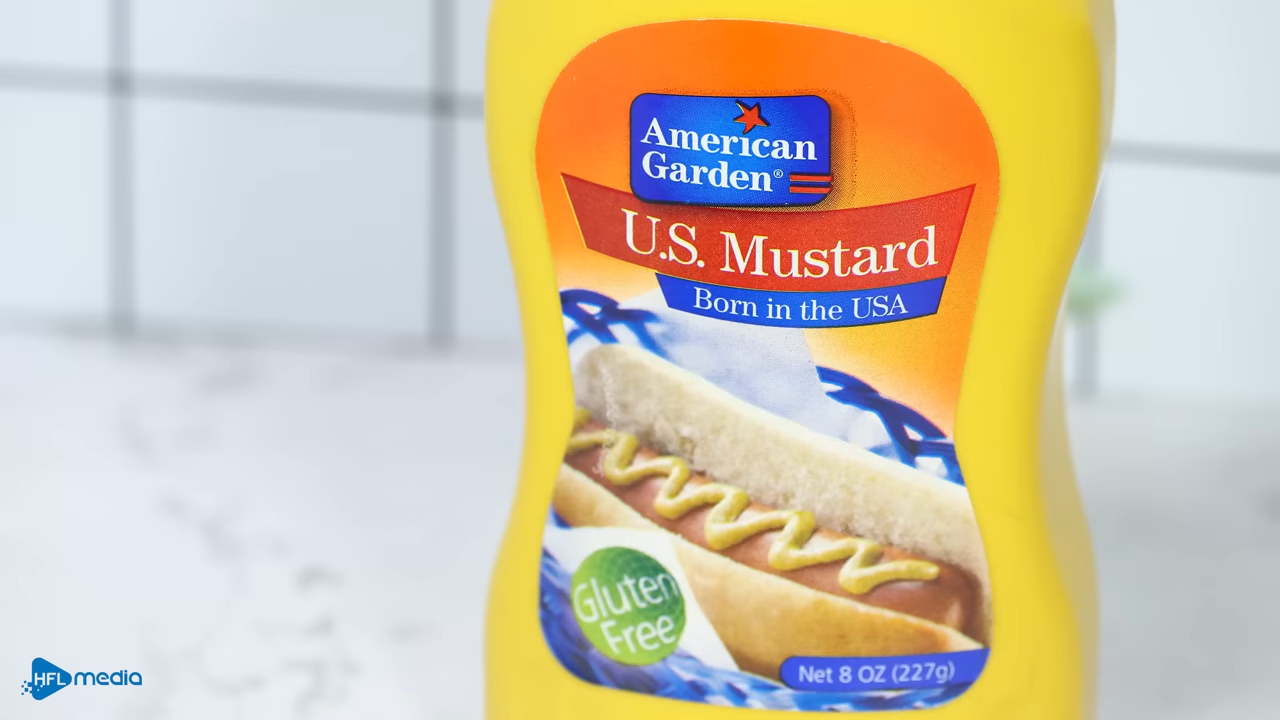 American
Garden®
U.S. Mustard
Born in the USA
Gluten
Free
Net 8 OZ (227g)
HFL media